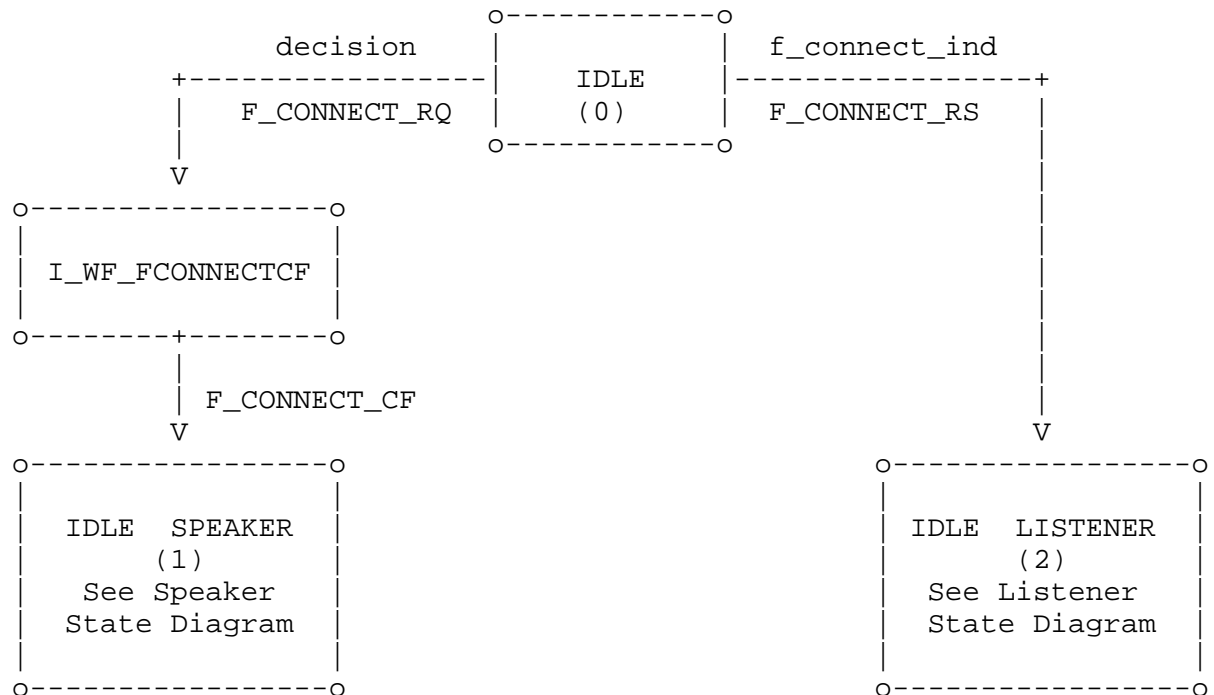 decision f_connect_ind
IDLE
F_CONNECT_RQ (0) F_CONNECT_RS
V
I_WF_FCONNECTCF
F_CONNECT_CF
V V
IDLE SPEAKER IDLE LISTENER
(1) (2)
See Speaker See Listener
State Diagram State Diagram